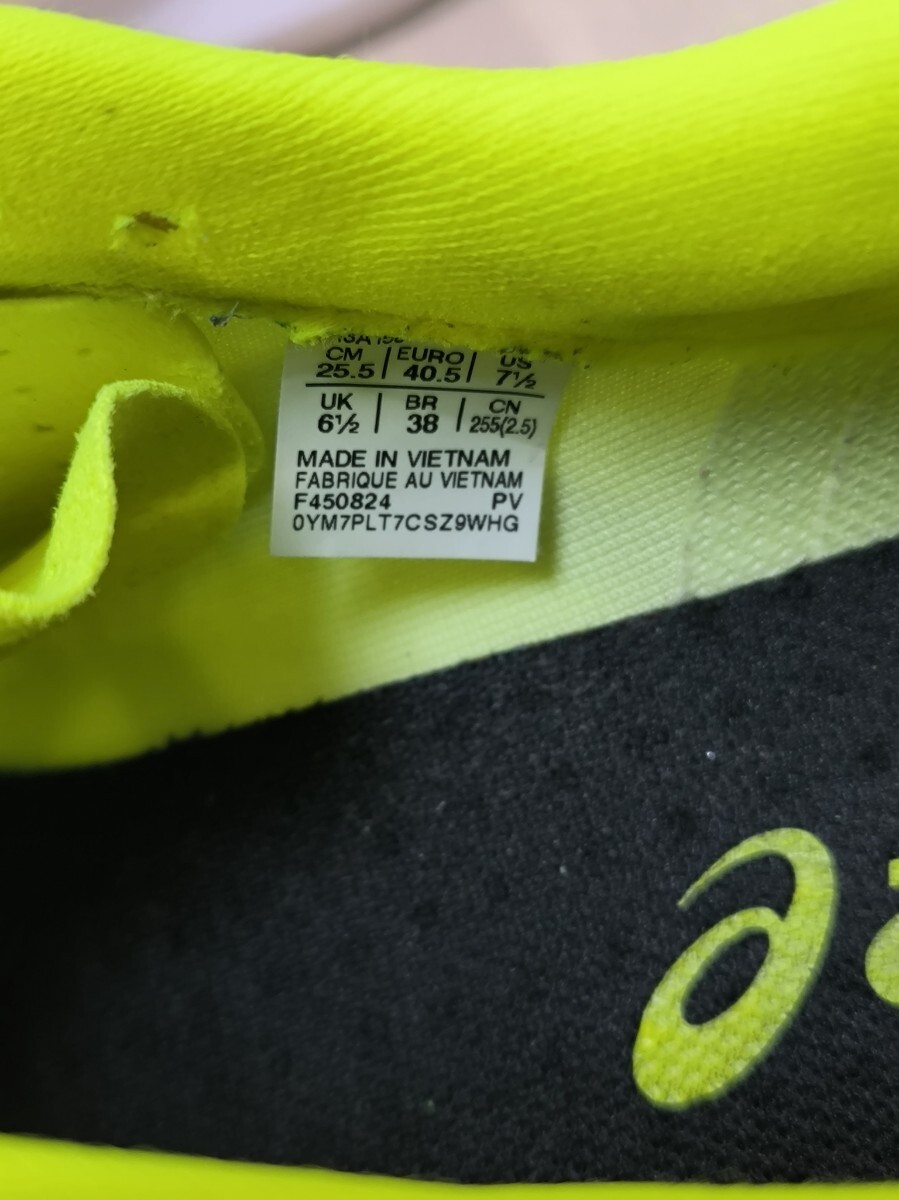 CM | EURO | US
25.5 | 40.5 | 7½
UK | BR | CN
6½ | 38 | 255(2.5)
MADE IN VIETNAM
FABRIQUE AU VIETNAM
F450824 PV
0YM7PLT7CSZ9WHG